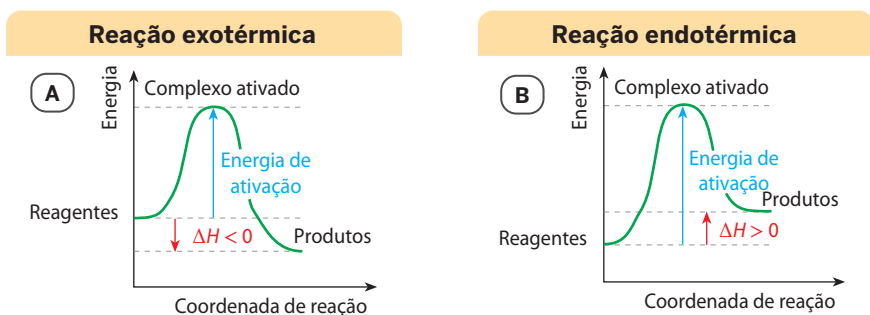 Reação exotérmica
A
Energia
Complexo ativado
Energia de
ativação
Reagentes
ΔH < 0
Produtos
Coordenada de reação
Reação endotérmica
B
Energia
Complexo ativado
Energia de
ativação
Produtos
Reagentes
ΔH > 0
Coordenada de reação